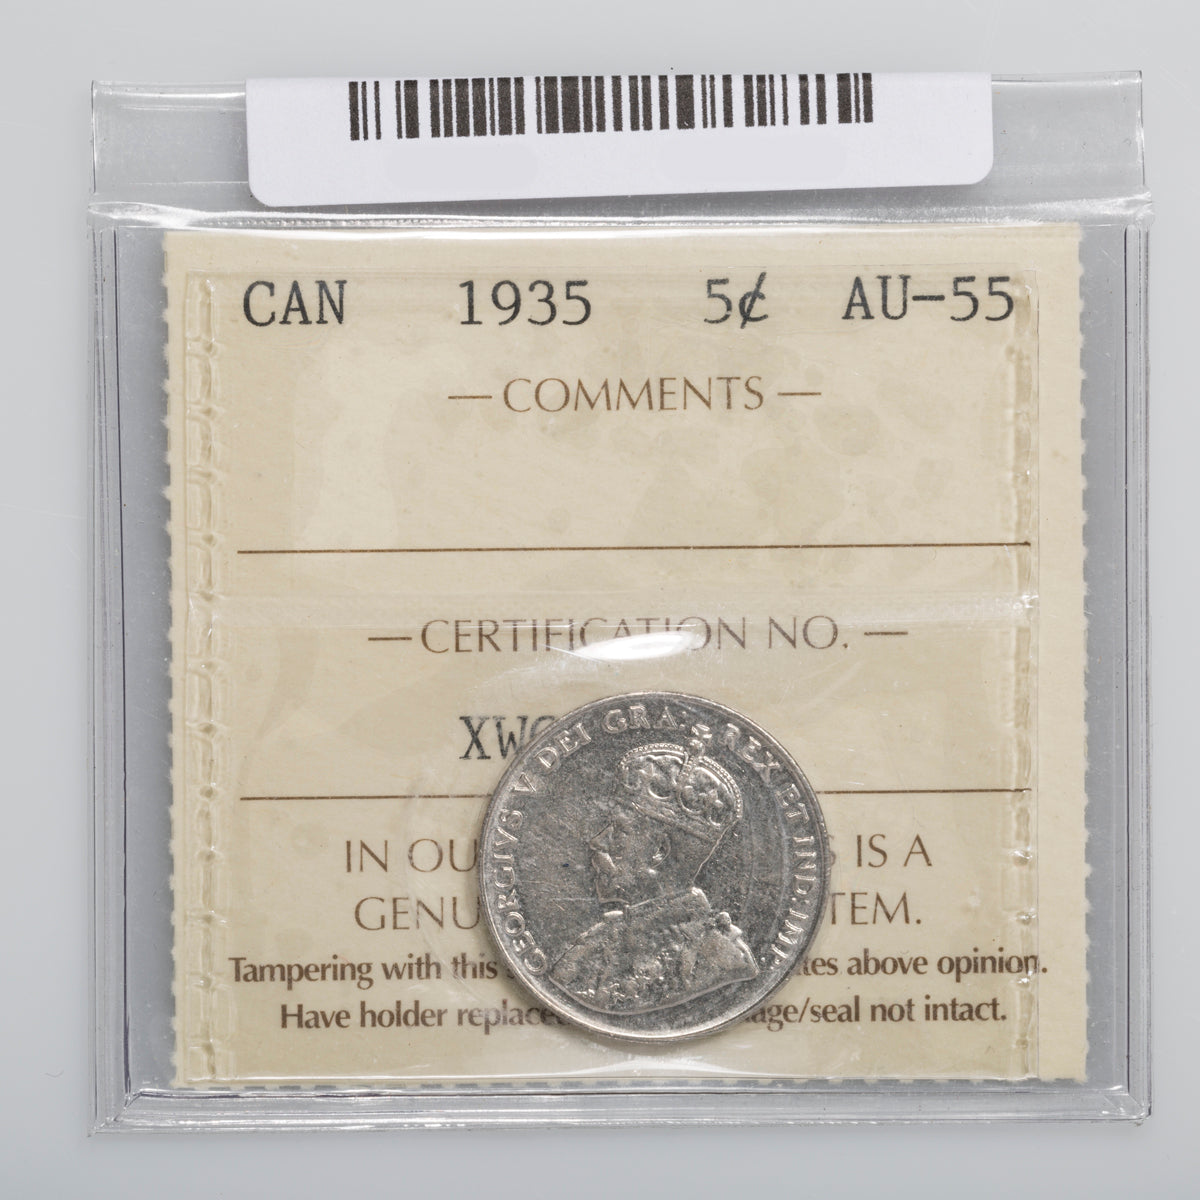 CAN 1935 5¢ AU-55
— COMMENTS —
— CERTIFICATION NO. —
XW
GEORGIVS V DEI GRA: REX ET IND: IMP:
IN OU IS A
GENU TEM.
Tampering with this above opinion.
Have holder replace age/seal not intact.